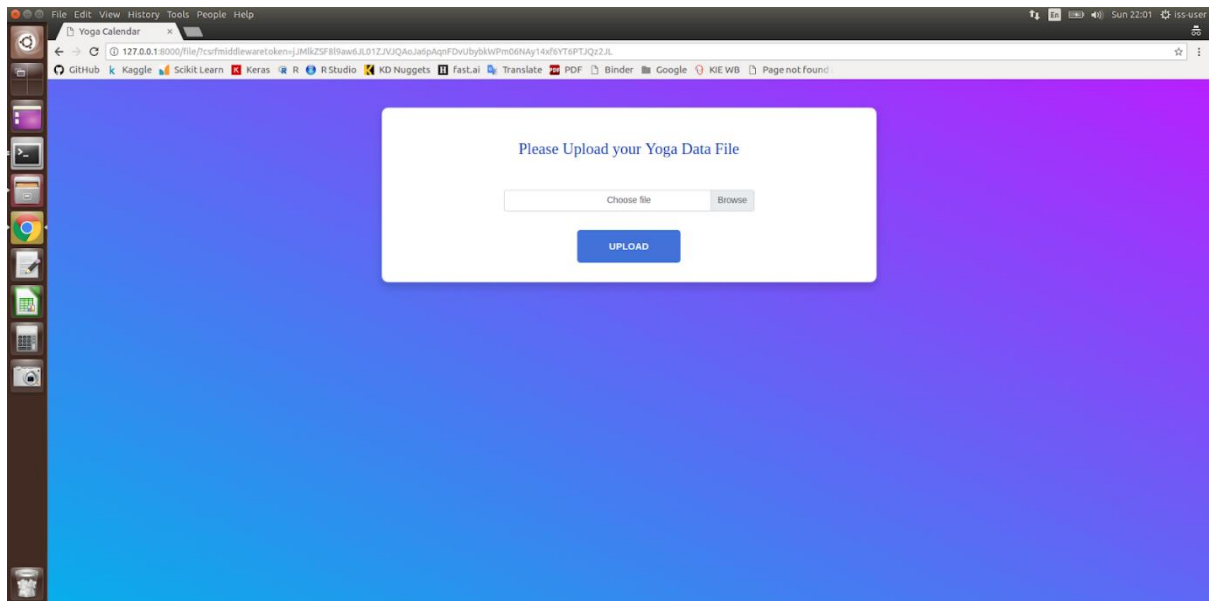 File Edit View History Tools People Help
En
Sun 22:01 iss-user
Yoga Calendar
127.0.0.1:8000/file/?csrfmiddlewaretoken=
GitHub Kaggle Scikit Learn Keras R R Studio KD Nuggets fast.ai Translate PDF Binder Google KIE WB Page not found
Please Upload your Yoga Data File
Choose file
Browse
UPLOAD